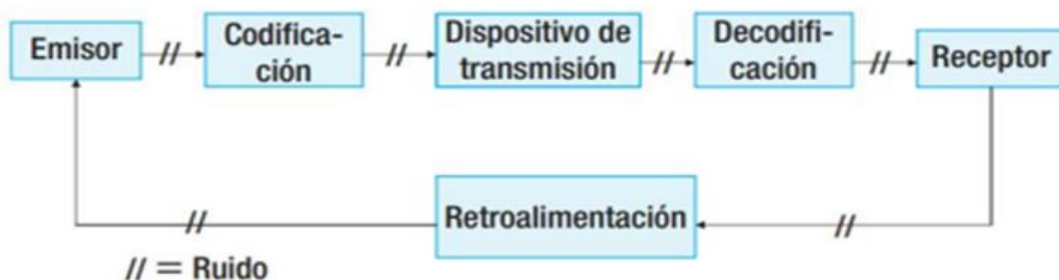 Emisor
Codifica-
ción
Dispositivo de
transmisión
Decodifi-
cación
Receptor
Retroalimentación
// = Ruido